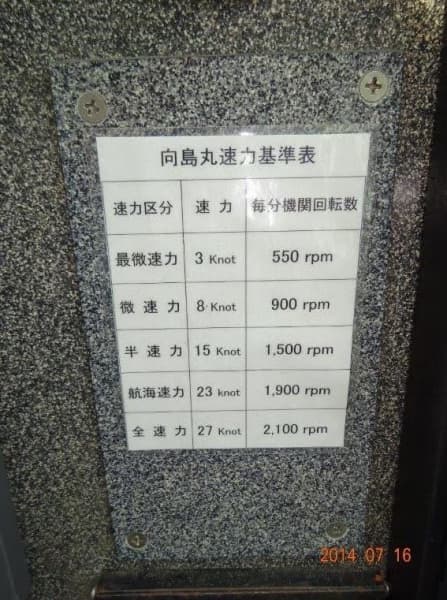 向島丸速力基準表
速力区分 速力 毎分機関回転数
最微速力 3 Knot 550 rpm
微速力 8 Knot 900 rpm
半速力 15 Knot 1,500 rpm
航海速力 23 knot 1,900 rpm
全速力 27 Knot 2,100 rpm
2014 07 16